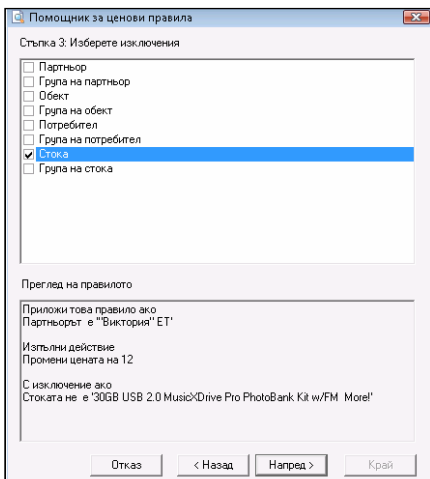 Помощник за ценови правила
Стъпка 3: Изберете изключения
Партньор
Група на партньор
Обект
Група на обект
Потребител
Група на потребител
Стока
Група на стока
Преглед на правилото
Приложи това правило ако
Партньорът е '"Виктория" ЕТ'
Изпълни действие
Промени цената на 12
С изключение ако
Стоката не е '30GB USB 2.0 MusicXDrive Pro PhotoBank Kit w/FM More!'
Отказ
< Назад
Напред >
Край